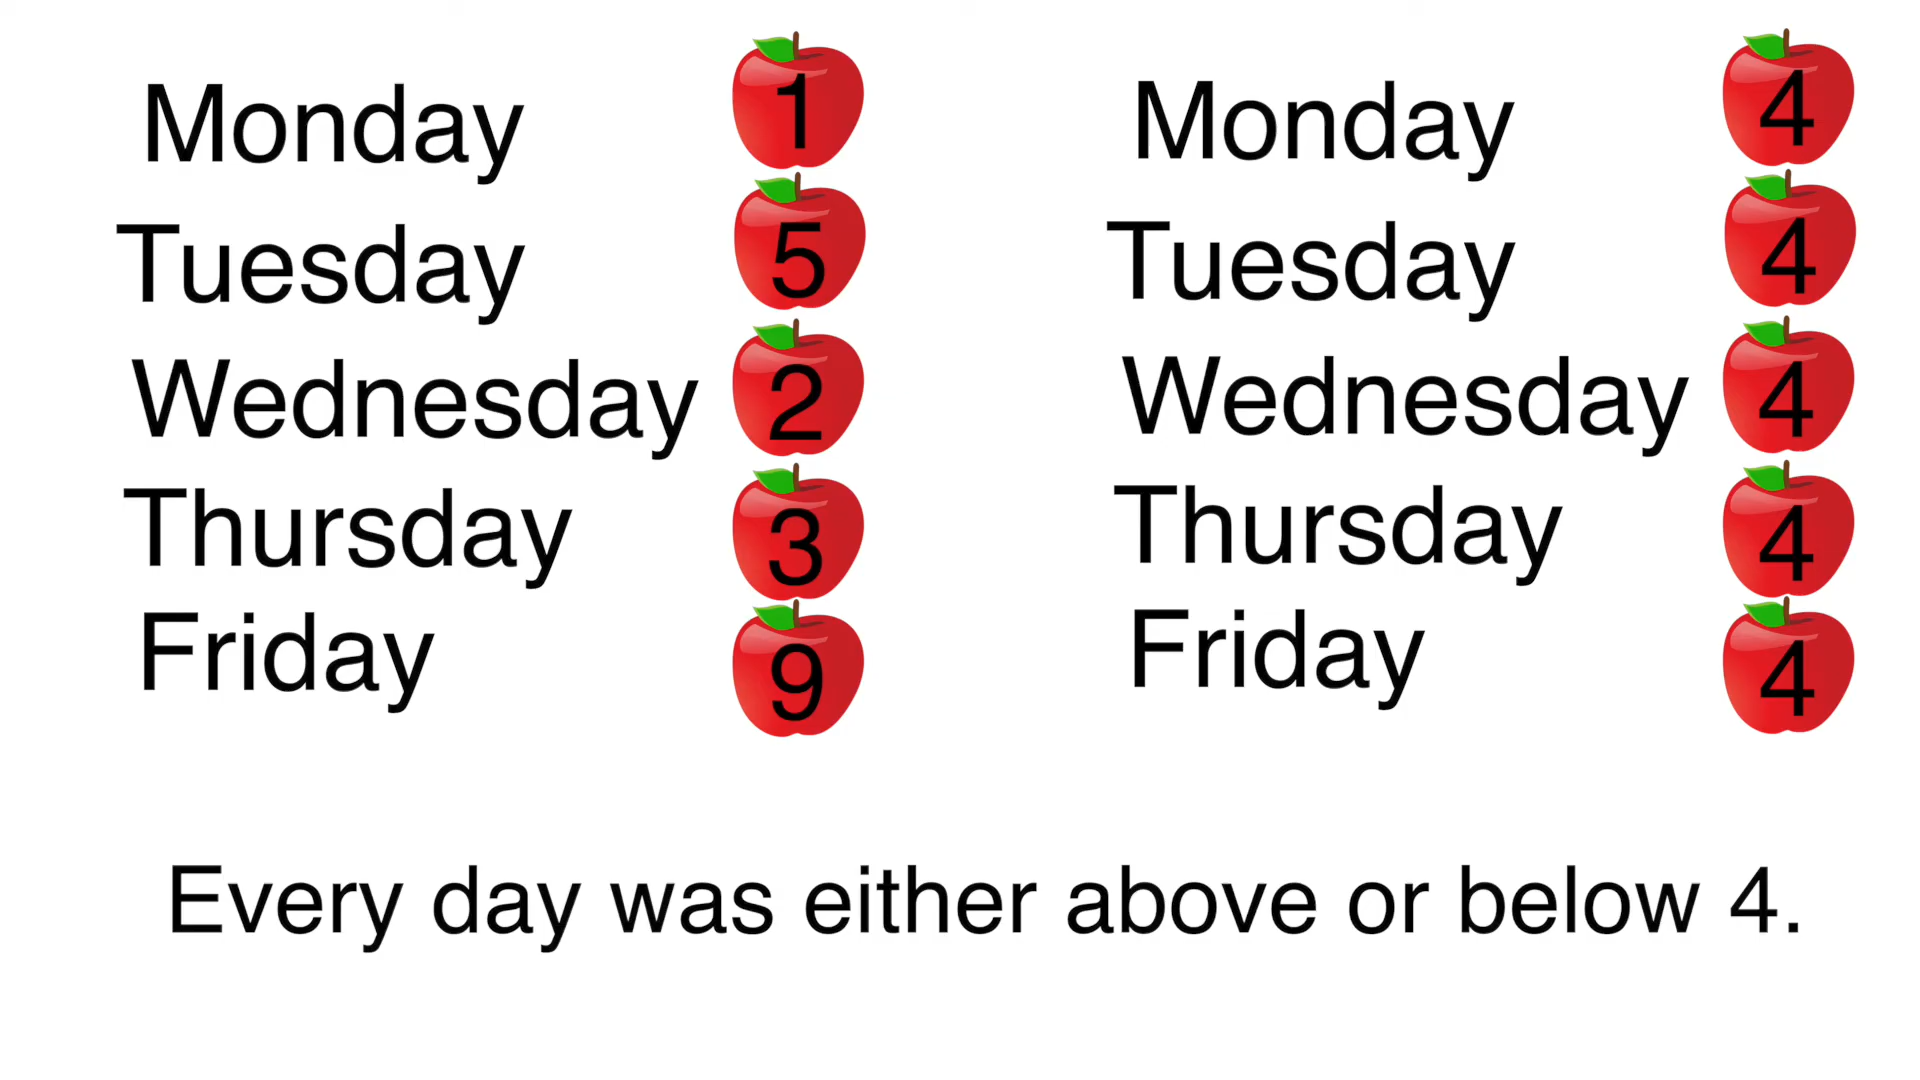 Monday 1 Monday 4
Tuesday 5 Tuesday 4
Wednesday 2 Wednesday 4
Thursday 3 Thursday 4
Friday 9 Friday 4
Every day was either above or below 4.